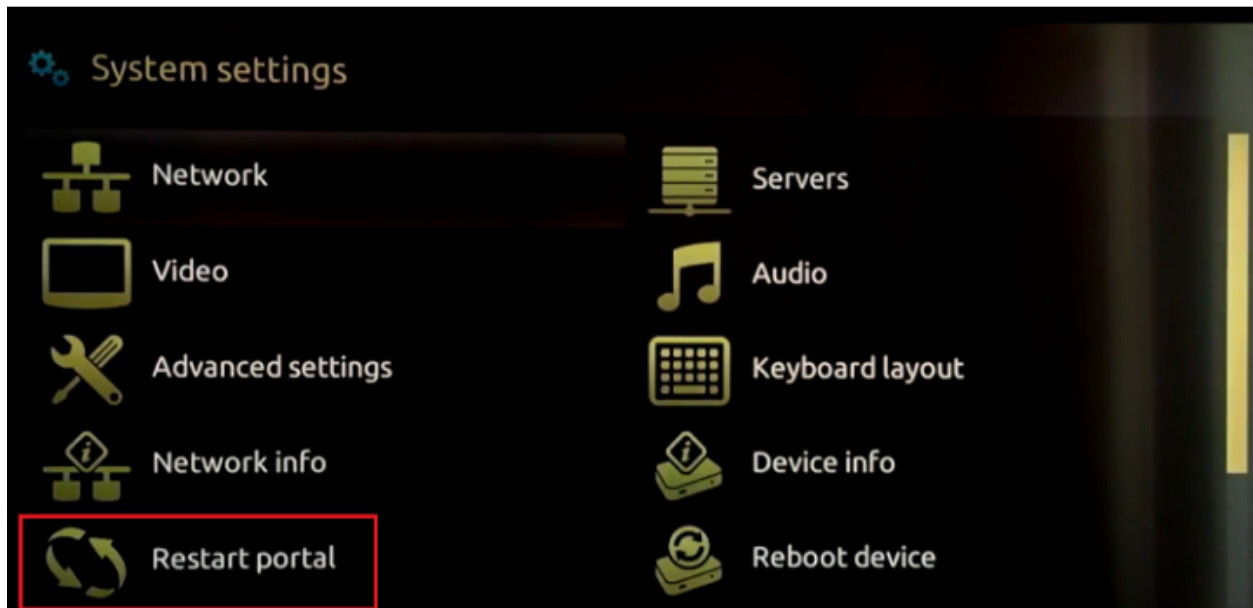 System settings
Network
Servers
Video
Audio
Advanced settings
Keyboard layout
Network info
Device info
Restart portal
Reboot device